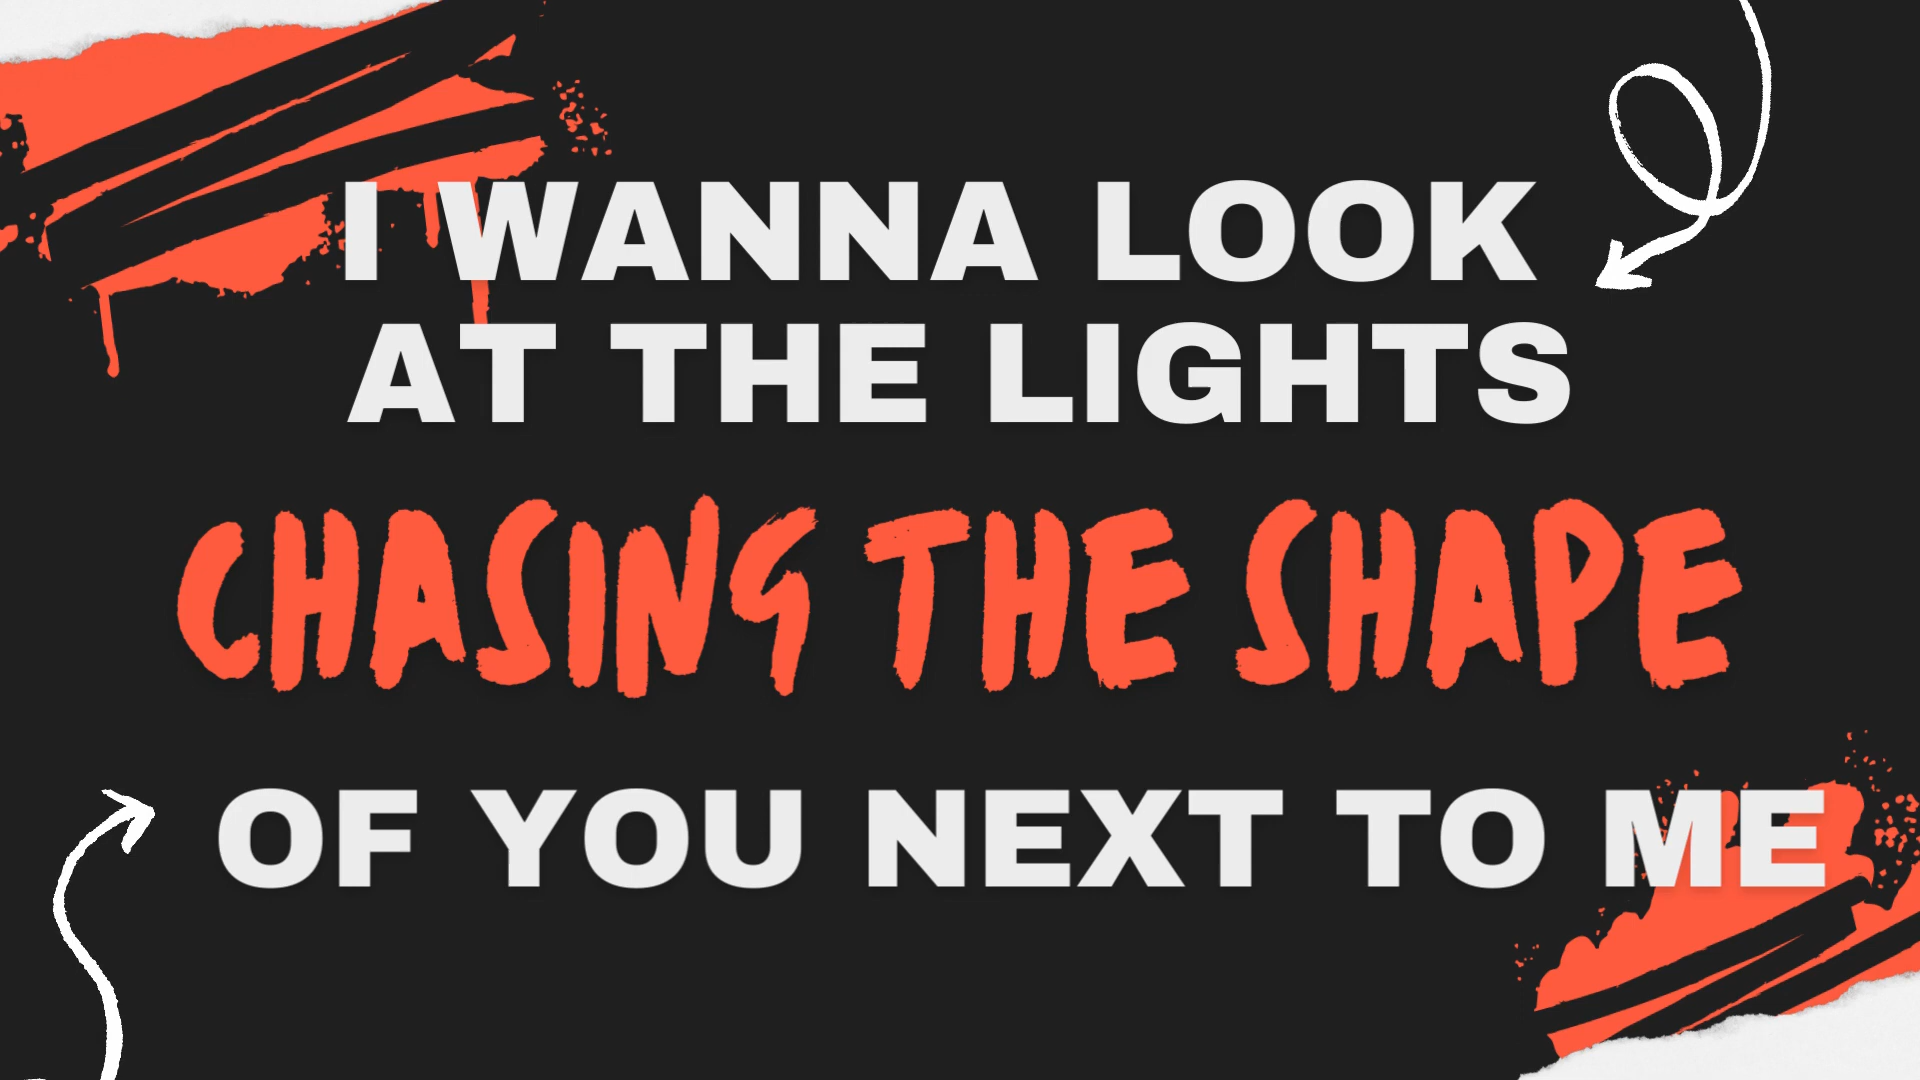 I WANNA LOOK
AT THE LIGHTS
CHASING THE SHAPE
OF YOU NEXT TO ME